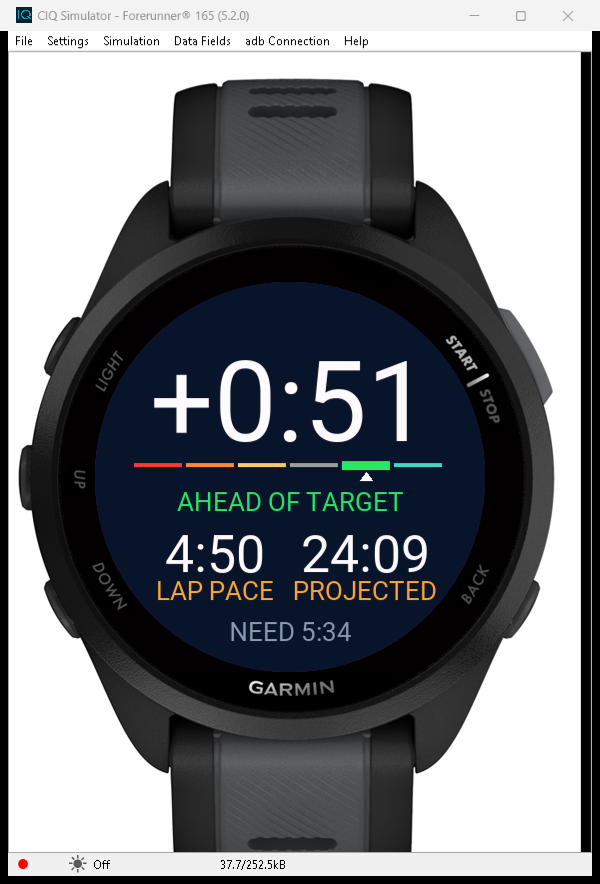 IQ CIQ Simulator - Forerunner® 165 (5.2.0)
File Settings Simulation Data Fields adb Connection Help
LIGHT
START
STOP
+0:51
UP
AHEAD OF TARGET
4:50 24:09
LAP PACE PROJECTED
DOWN
BACK
NEED 5:34
GARMIN
Off 37.7/252.5kB